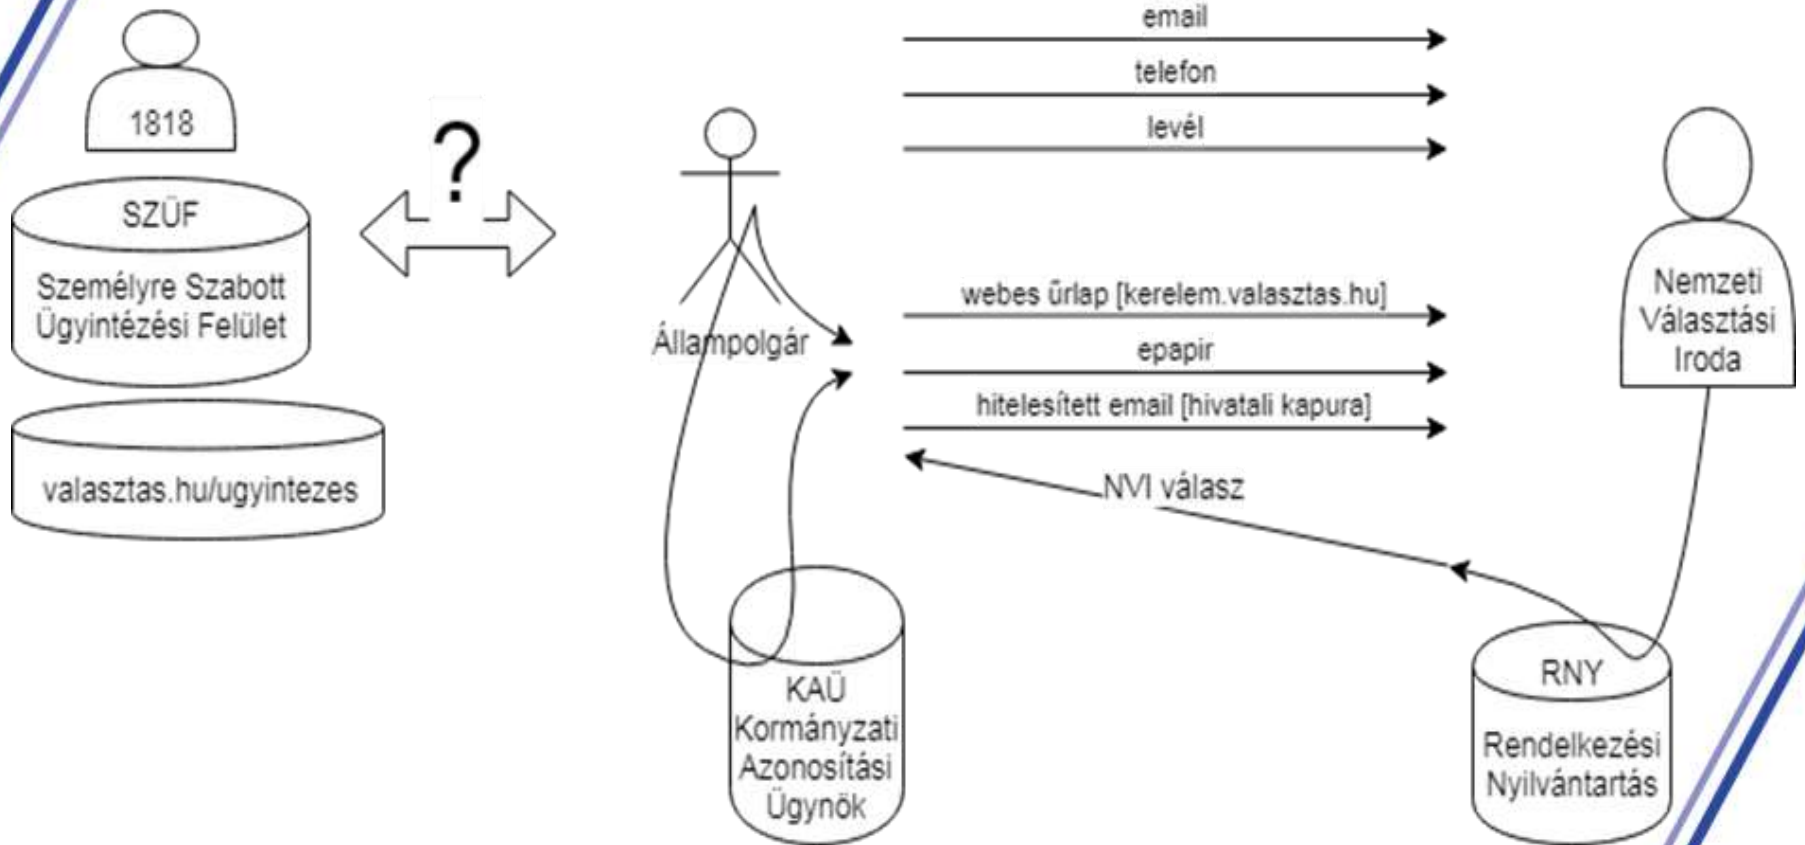 1818
SZÜF
Személyre Szabott
Ügyintézési Felület
valasztas.hu/ugyintezes
?
Állampolgár
email
telefon
levél
webes űrlap [kerelem.valasztas.hu]
epapir
hitelesített email [hivatali kapura]
NVI válasz
KAÜ
Kormányzati
Azonosítási
Ügynök
Nemzeti
Választási
Iroda
RNY
Rendelkezési
Nyilvántartás